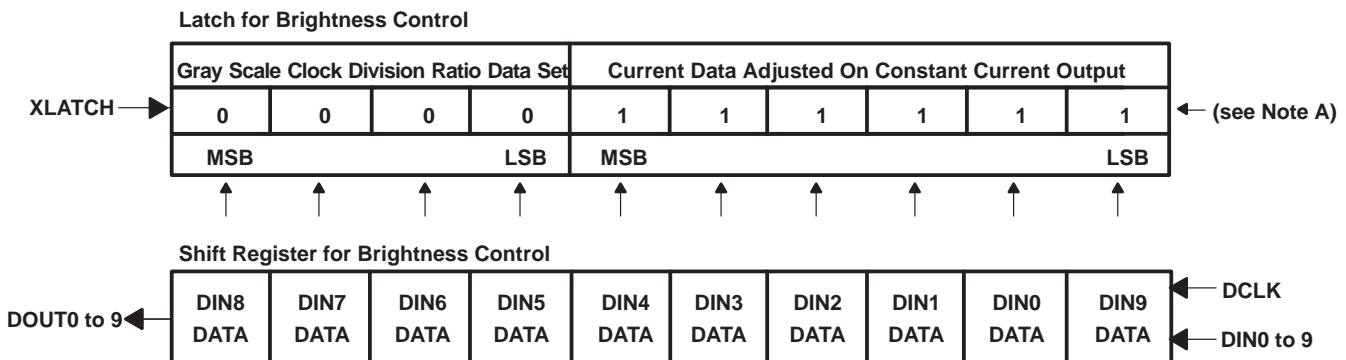 Latch for Brightness Control
Gray Scale Clock Division Ratio Data Set Current Data Adjusted On Constant Current Output
XLATCH 0 0 0 0 1 1 1 1 1 1 (see Note A)
MSB LSB MSB LSB
Shift Register for Brightness Control
DCLK
DOUT0 to 9
DIN8 DIN7 DIN6 DIN5 DIN4 DIN3 DIN2 DIN1 DIN0 DIN9
DATA DATA DATA DATA DATA DATA DATA DATA DATA DATA
DIN0 to 9